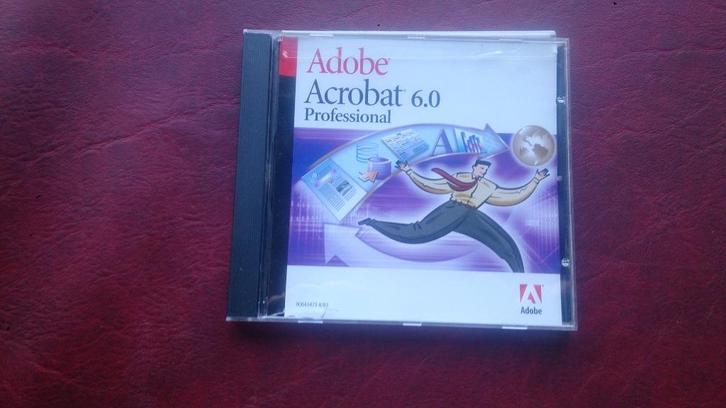 Adobe
Acrobat 6.0
Professional
A
Adobe